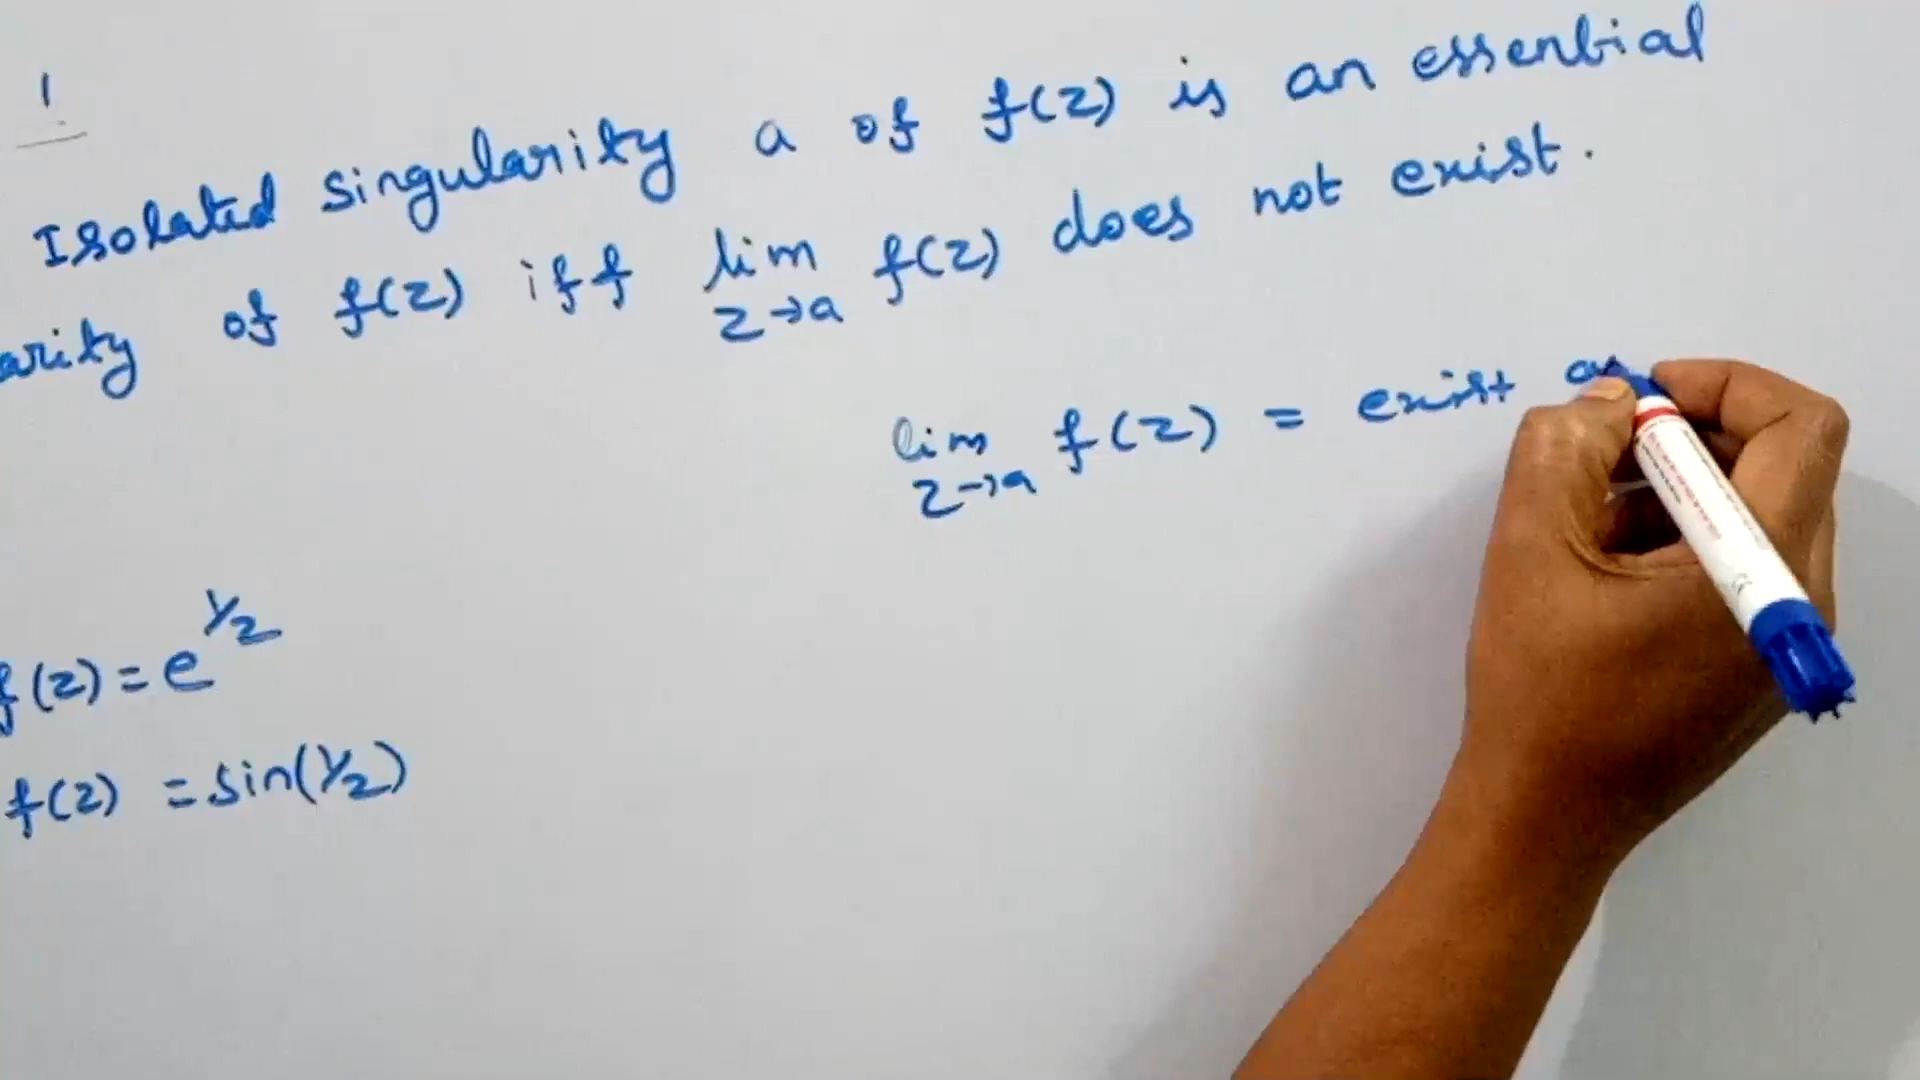 1
Isolated singularity a of f(z) is an essential
arity of f(z) iff lim z→a f(z) does not exist.
lim z→a f(z) = exist
f(z) = e^1/z
f(z) = sin(1/z)